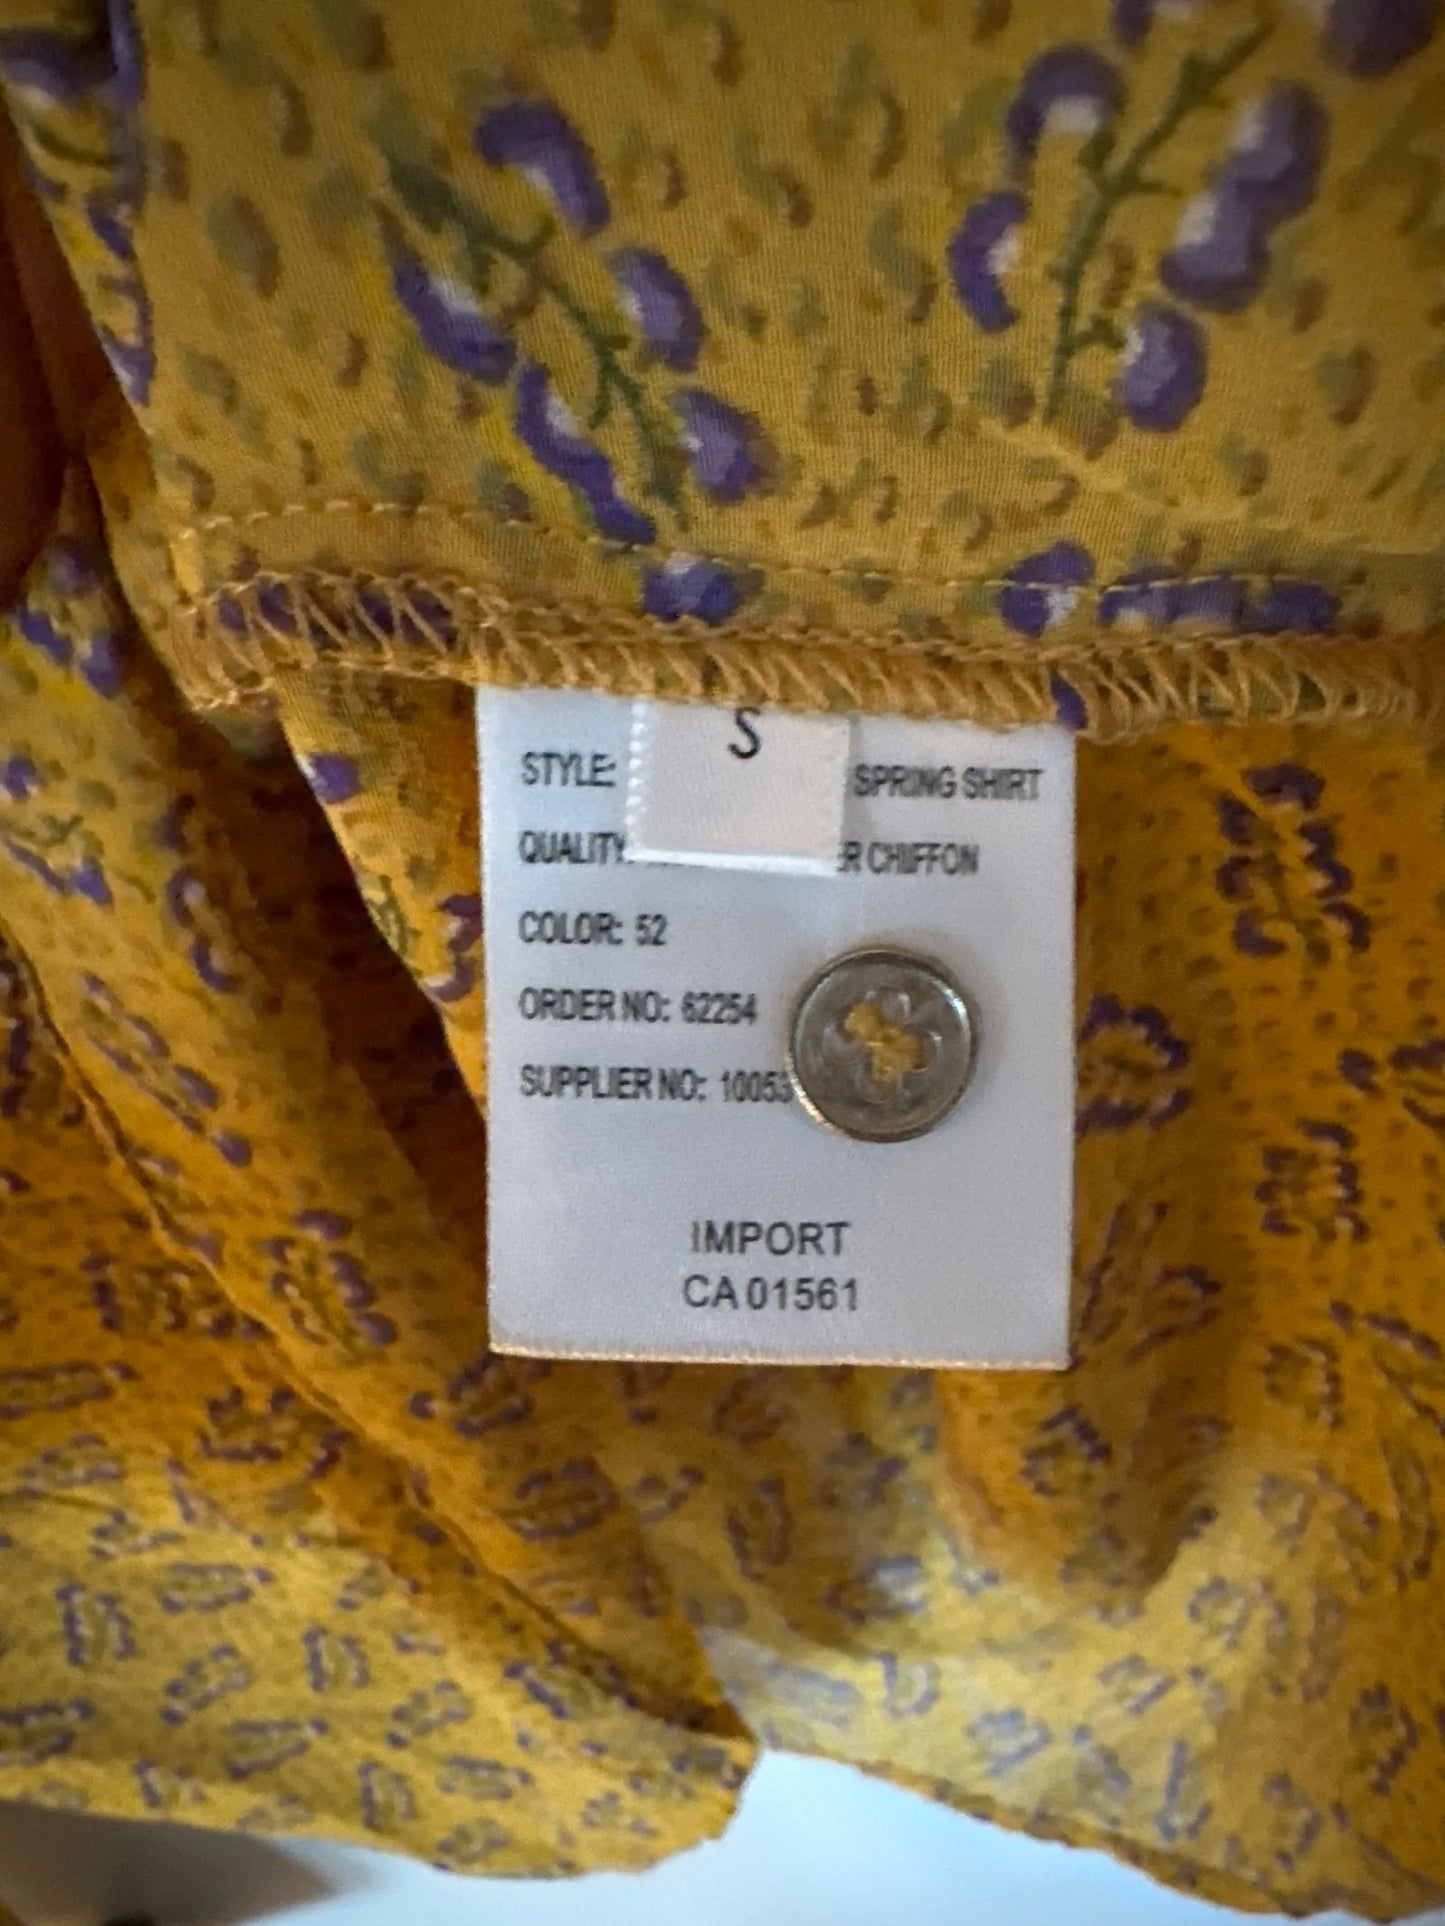 S
STYLE: SPRING SHIRT
QUALITY: CHIFFON
COLOR: 52
ORDER NO: 62254
SUPPLIER NO: 10053
IMPORT
CA 01561